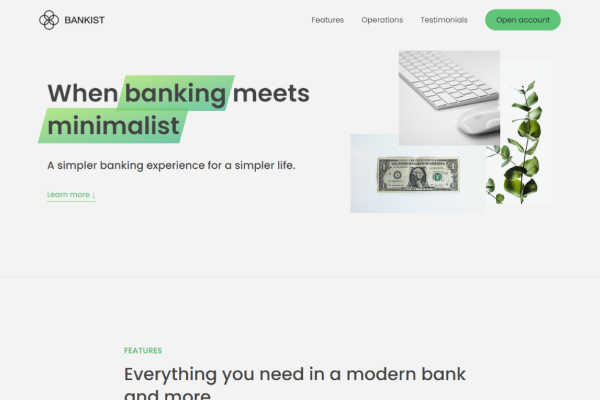 BANKIST
Features Operations Testimonials Open account
When banking meets
minimalist
A simpler banking experience for a simpler life.
Learn more ↓
FEATURES
Everything you need in a modern bank
and more